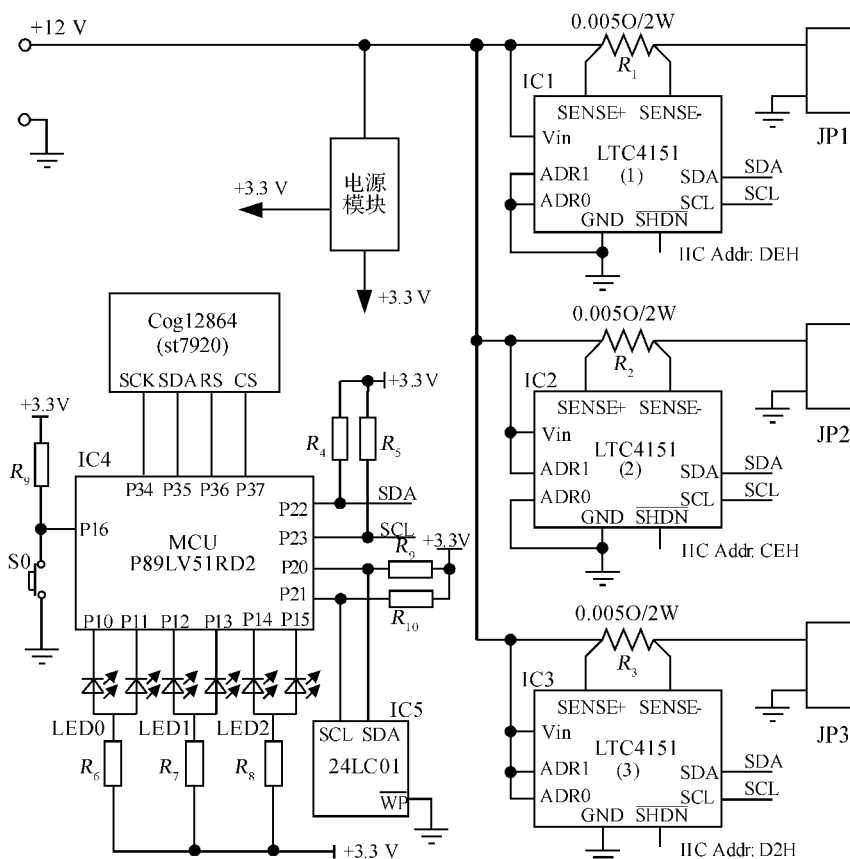 +12 V
0.005O/2W
R1
IC1
SENSE+ SENSE-
Vin
LTC4151
(1)
ADR1
ADR0
SDA
SCL
GND SHDN
SDA
SCL
JP1
IIC Addr: DEH
电源
模块
+3.3 V
+3.3 V
Cog12864
(st7920)
SCK SDA RS CS
0.005O/2W
R2
IC2
SENSE+ SENSE-
Vin
LTC4151
(2)
ADR1
ADR0
SDA
SCL
GND SHDN
SDA
SCL
JP2
IIC Addr: CEH
+3.3V
R9
IC4
P34 P35 P36 P37
R4
R5
+3.3 V
P16
MCU
P89LV51RD2
P22
P23
P20
P21
SDA
SCL
R9
+3.3V
R10
S0
P10 P11 P12 P13 P14 P15
LED0 LED1 LED2
R6
R7
R8
+3.3 V
IC5
SCL SDA
24LC01
WP
0.005O/2W
R3
IC3
SENSE+ SENSE-
Vin
LTC4151
(3)
ADR1
ADR0
SDA
SCL
GND SHDN
SDA
SCL
JP3
IIC Addr: D2H